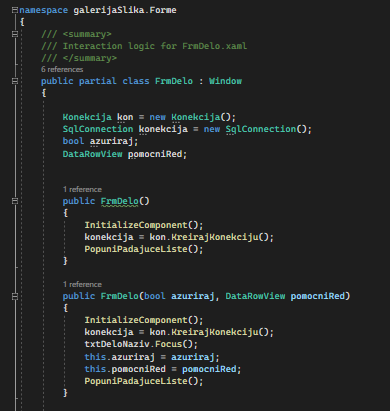 namespace galerijaSlika.Forme
{
/// <summary>
/// Interaction logic for FrmDelo.xaml
/// </summary>
6 references
public partial class FrmDelo : Window
{
Konekcija kon = new Konekcija();
SqlConnection konekcija = new SqlConnection();
bool azuriraj;
DataRowView pomocniRed;
1 reference
public FrmDelo()
{
InitializeComponent();
konekcija = kon.KreirajKonekciju();
PopuniPadajuceListe();
}
1 reference
public FrmDelo(bool azuriraj, DataRowView pomocniRed)
{
InitializeComponent();
konekcija = kon.KreirajKonekciju();
txtDeloNaziv.Focus();
this.azuriraj = azuriraj;
this.pomocniRed = pomocniRed;
PopuniPadajuceListe();
}